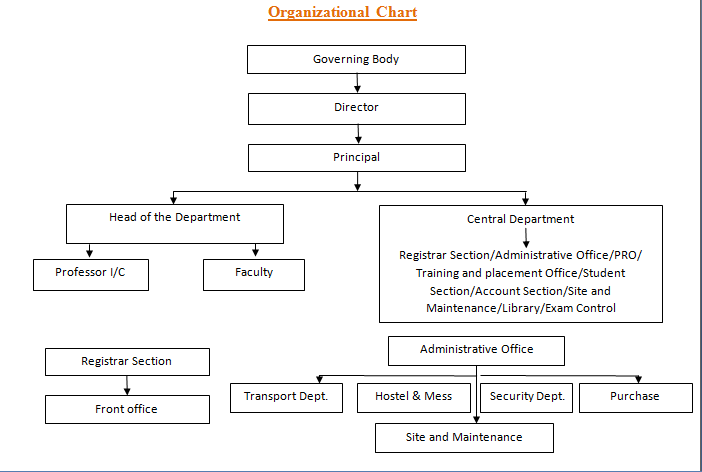 Organizational Chart
Governing Body
Director
Principal
Head of the Department
Central Department
Registrar Section/Administrative Office/PRO/
Training and placement Office/Student
Section/Account Section/Site and
Maintenance/Library/Exam Control
Professor I/C
Faculty
Registrar Section
Front office
Administrative Office
Transport Dept.
Hostel & Mess
Security Dept.
Purchase
Site and Maintenance